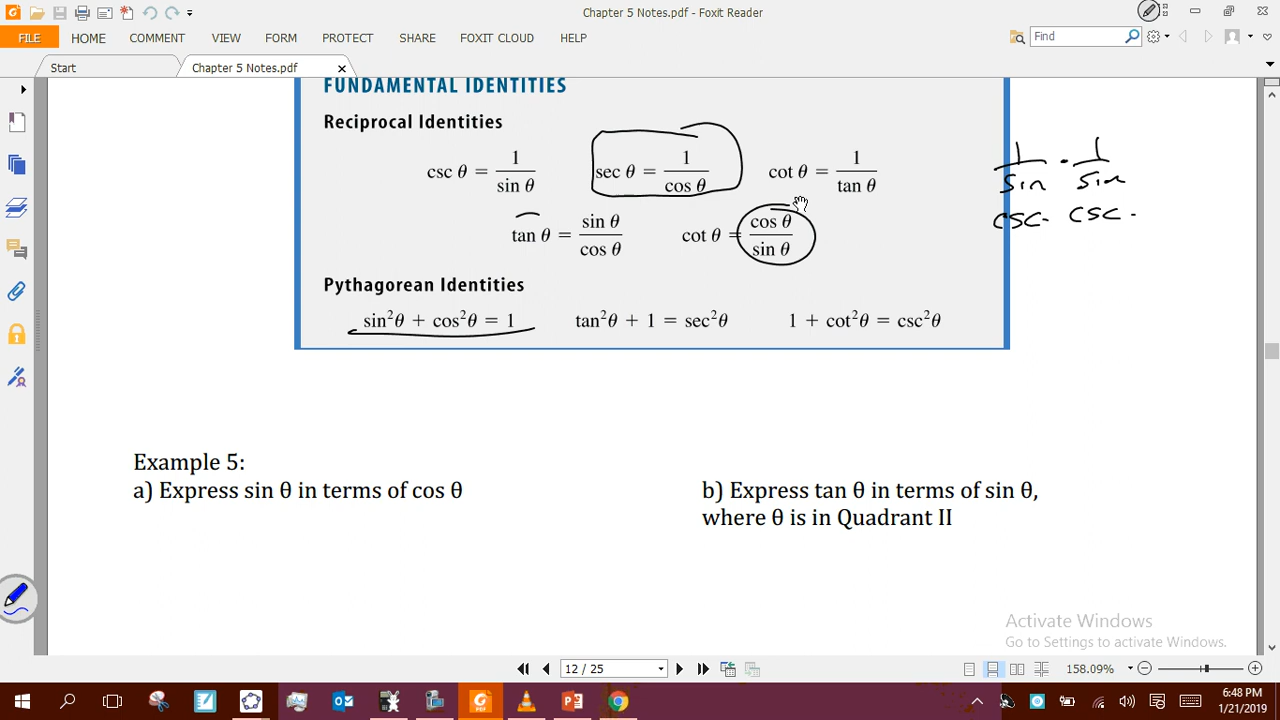 Chapter 5 Notes.pdf - Foxit Reader
FILE HOME COMMENT VIEW FORM PROTECT SHARE FOXIT CLOUD HELP
Find
Start
Chapter 5 Notes.pdf
FUNDAMENTAL IDENTITIES
Reciprocal Identities
csc θ = 1/sin θ sec θ = 1/cos θ cot θ = 1/tan θ
tan θ = sin θ/cos θ cot θ = cos θ/sin θ
1/sin · 1/sin
csc · csc ·
Pythagorean Identities
sin²θ + cos²θ = 1 tan²θ + 1 = sec²θ 1 + cot²θ = csc²θ
Example 5:
a) Express sin θ in terms of cos θ
b) Express tan θ in terms of sin θ,
where θ is in Quadrant II
Activate Windows
Go to Settings to activate Windows.
12 / 25
158.09%
6:48 PM
1/21/2019